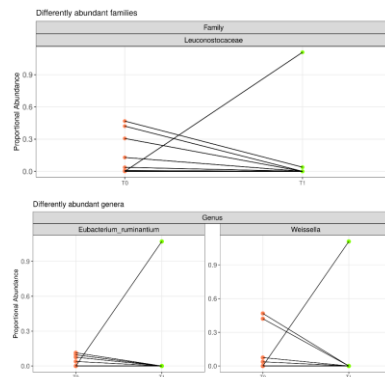 Differently abundant families
Family
Leuconostocaceae
Proportional Abundance
0.9
0.6
0.3
0.0
T0 T1
Differently abundant genera
Genus
Eubacterium_ruminantium Weissella
Proportional Abundance
0.9 0.9
0.6 0.6
0.3 0.3
0.0 0.0